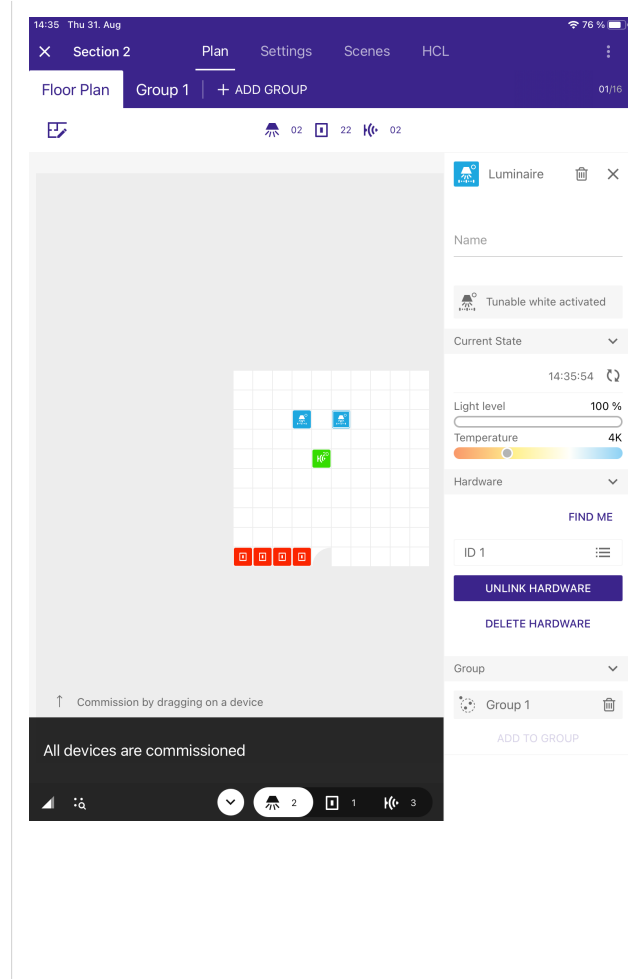 14:35 Thu 31. Aug
76 %
Section 2
Plan
Settings
Scenes
HCL
Floor Plan
Group 1
+ ADD GROUP
01/16
02
22
02
Luminaire
Name
Tunable white activated
Current State
14:35:54
Light level 100 %
Temperature 4K
Hardware
FIND ME
ID 1
UNLINK HARDWARE
DELETE HARDWARE
Group
Group 1
ADD TO GROUP
Commission by dragging on a device
All devices are commissioned
2
1
3